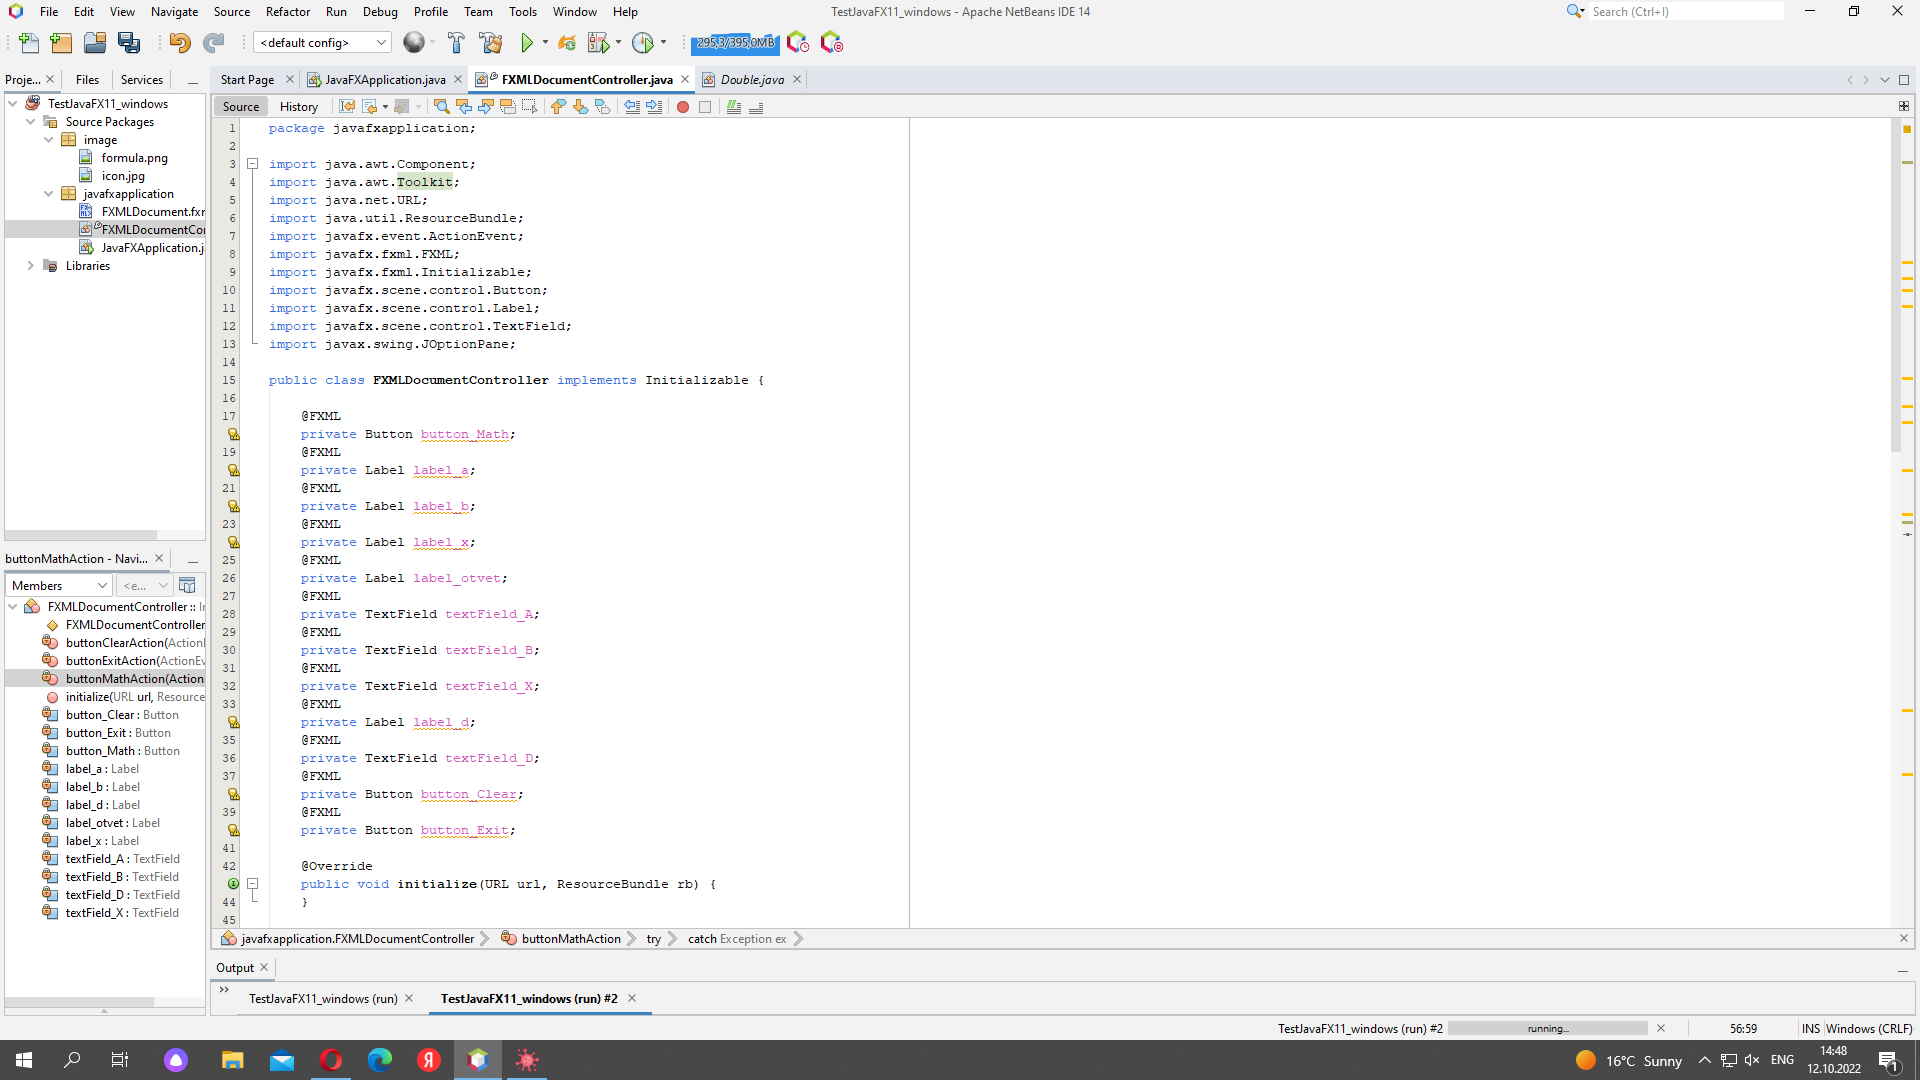 File Edit View Navigate Source Refactor Run Debug Profile Team Tools Window Help
TestJavaFX11_windows - Apache NetBeans IDE 14
Search (Ctrl+I)
<default config>
295,3/395,0MB
Proje... Files Services
Start Page JavaFXApplication.java FXMLDocumentController.java Double.java
Source History
TestJavaFX11_windows
Source Packages
image
formula.png
icon.jpg
javafxapplication
FXMLDocument.fxr
FXMLDocumentCor
JavaFXApplication.j
Libraries
1 package javafxapplication;
2
3 import java.awt.Component;
4 import java.awt.Toolkit;
5 import java.net.URL;
6 import java.util.ResourceBundle;
7 import javafx.event.ActionEvent;
8 import javafx.fxml.FXML;
9 import javafx.fxml.Initializable;
10 import javafx.scene.control.Button;
11 import javafx.scene.control.Label;
12 import javafx.scene.control.TextField;
13 import javax.swing.JOptionPane;
14
15 public class FXMLDocumentController implements Initializable {
16
17 @FXML
private Button button_Math;
19 @FXML
private Label label_a;
21 @FXML
private Label label_b;
23 @FXML
private Label label_x;
25 @FXML
26 private Label label_otvet;
27 @FXML
28 private TextField textField_A;
29 @FXML
30 private TextField textField_B;
31 @FXML
32 private TextField textField_X;
33 @FXML
private Label label_d;
35 @FXML
36 private TextField textField_D;
37 @FXML
private Button button_Clear;
39 @FXML
private Button button_Exit;
41
42 @Override
public void initialize(URL url, ResourceBundle rb) {
44 }
45
buttonMathAction - Navi...
Members <e...
FXMLDocumentController :: Ir
FXMLDocumentController
buttonClearAction(ActionI
buttonExitAction(ActionEv
buttonMathAction(Action
initialize(URL url, Resource
button_Clear : Button
button_Exit : Button
button_Math : Button
label_a : Label
label_b : Label
label_d : Label
label_otvet : Label
label_x : Label
textField_A : TextField
textField_B : TextField
textField_D : TextField
textField_X : TextField
javafxapplication.FXMLDocumentController buttonMathAction try catch Exception ex
Output
TestJavaFX11_windows (run) TestJavaFX11_windows (run) #2
TestJavaFX11_windows (run) #2 running... 56:59 INS Windows (CRLF)
16°C Sunny ENG 14:48
12.10.2022
1